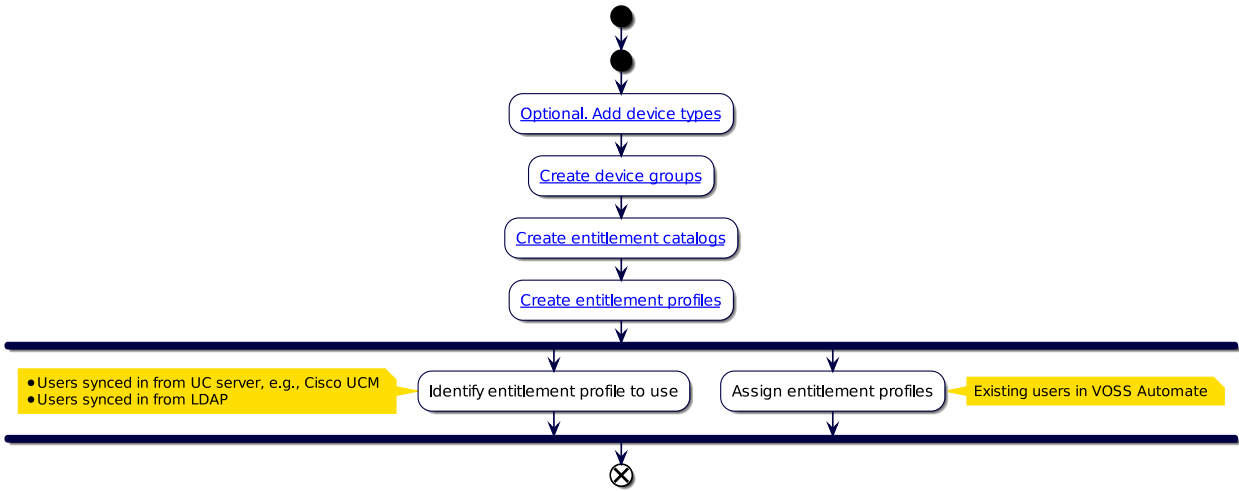 Optional. Add device types
Create device groups
Create entitlement catalogs
Create entitlement profiles
•Users synced in from UC server, e.g., Cisco UCM
•Users synced in from LDAP
Identify entitlement profile to use
Assign entitlement profiles
Existing users in VOSS Automate